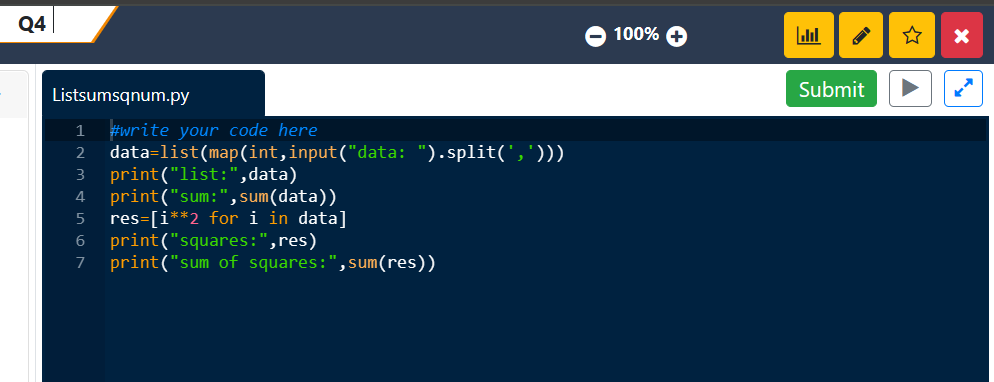 Q4
100%
Submit
Listsumsqnum.py
1 #write your code here
2 data=list(map(int,input("data: ").split(',')))
3 print("list:",data)
4 print("sum:",sum(data))
5 res=[i**2 for i in data]
6 print("squares:",res)
7 print("sum of squares:",sum(res))